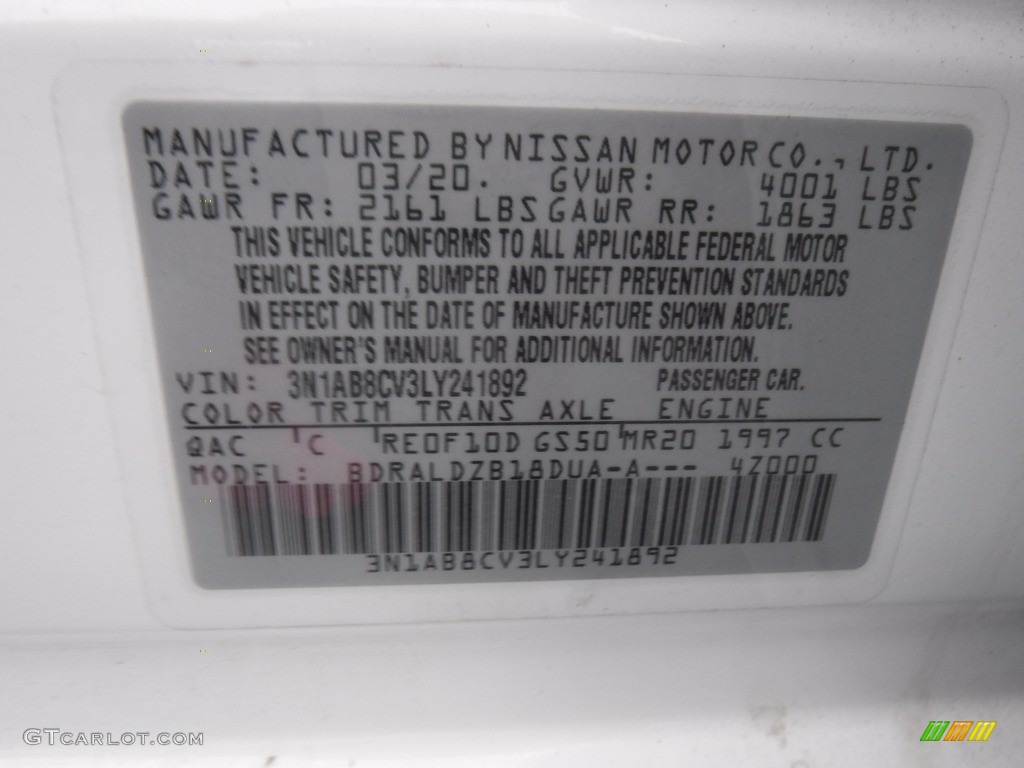 MANUFACTURED BY NISSAN MOTOR CO., LTD.
DATE: 03/20. GVWR: 4001 LBS
GAWR FR: 2161 LBS GAWR RR: 1863 LBS
THIS VEHICLE CONFORMS TO ALL APPLICABLE FEDERAL MOTOR
VEHICLE SAFETY, BUMPER AND THEFT PREVENTION STANDARDS
IN EFFECT ON THE DATE OF MANUFACTURE SHOWN ABOVE.
SEE OWNER'S MANUAL FOR ADDITIONAL INFORMATION.
VIN: 3N1AB8CV3LY241892 PASSENGER CAR.
COLOR TRIM TRANS AXLE ENGINE
QAC C RE0F10D GS50 MR20 1997 CC
MODEL: BDRALDZB18DUA-A--- 4Z000
3N1AB8CV3LY241892
GTCARLOT.COM